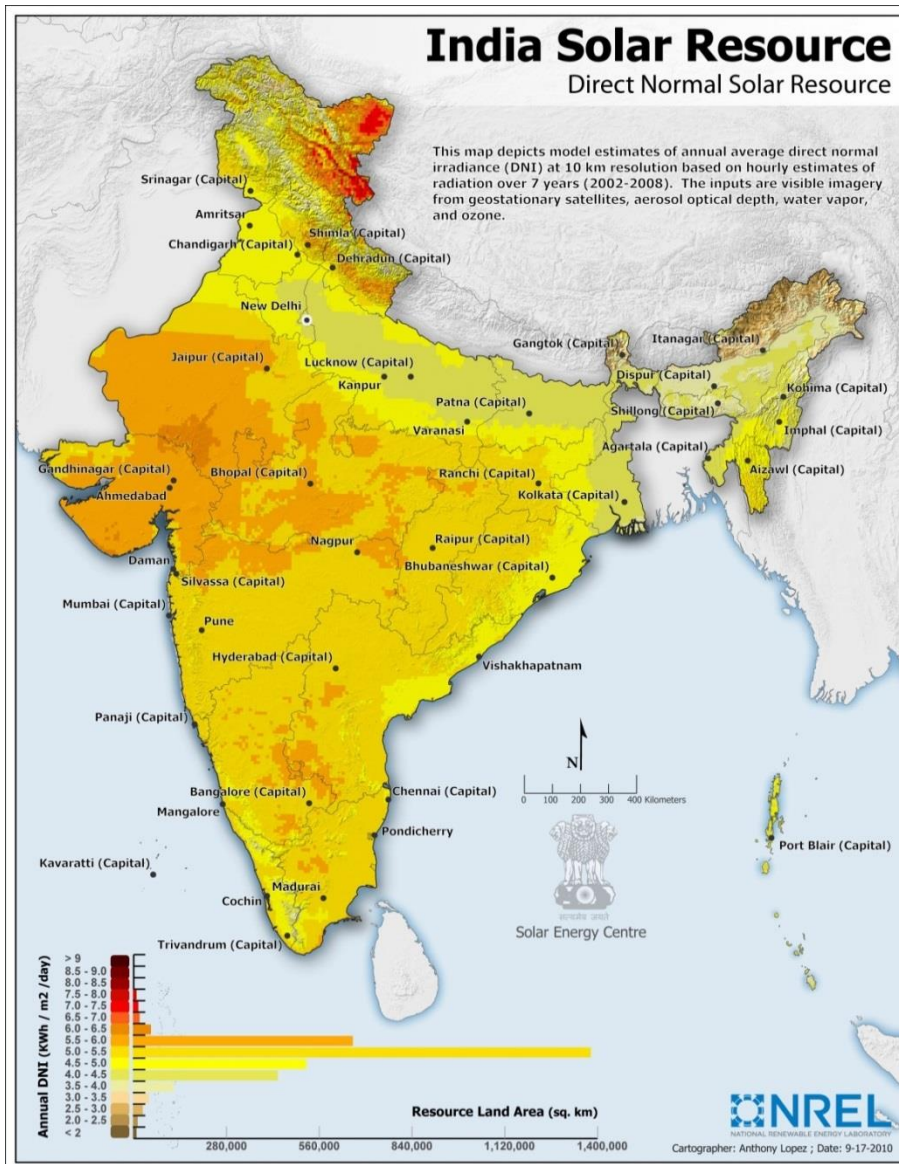 India Solar Resource
Direct Normal Solar Resource
This map depicts model estimates of annual average direct normal
irradiance (DNI) at 10 km resolution based on hourly estimates of
radiation over 7 years (2002-2008). The inputs are visible imagery
from geostationary satellites, aerosol optical depth, water vapor,
and ozone.
Srinagar (Capital)
Amritsar
Shimla (Capital)
Chandigarh (Capital)
Dehradun (Capital)
New Delhi
Gangtok (Capital)
Itanagar (Capital)
Jaipur (Capital)
Lucknow (Capital)
Kanpur
Dispur (Capital)
Kohima (Capital)
Patna (Capital)
Shillong (Capital)
Varanasi
Imphal (Capital)
Agartala (Capital)
Gandhinagar (Capital)
Bhopal (Capital)
Ranchi (Capital)
Aizawl (Capital)
Ahmedabad
Kolkata (Capital)
Nagpur
Raipur (Capital)
Daman
Bhubaneshwar (Capital)
Silvassa (Capital)
Mumbai (Capital)
Pune
Hyderabad (Capital)
Vishakhapatnam
Panaji (Capital)
N
0 100 200 300 400 Kilometers
Bangalore (Capital)
Chennai (Capital)
Mangalore
Pondicherry
Port Blair (Capital)
Kavaratti (Capital)
Madurai
Cochin
सत्यमेव जयते
Solar Energy Centre
Trivandrum (Capital)
Annual DNI (KWh / m2 /day)
> 9
8.5 - 9.0
8.0 - 8.5
7.5 - 8.0
7.0 - 7.5
6.5 - 7.0
6.0 - 6.5
5.5 - 6.0
5.0 - 5.5
4.5 - 5.0
4.0 - 4.5
3.5 - 4.0
3.0 - 3.5
2.5 - 3.0
2.0 - 2.5
< 2
Resource Land Area (sq. km)
280,000 560,000 840,000 1,120,000 1,400,000
NREL
NATIONAL RENEWABLE ENERGY LABORATORY
Cartographer: Anthony Lopez ; Date: 9-17-2010